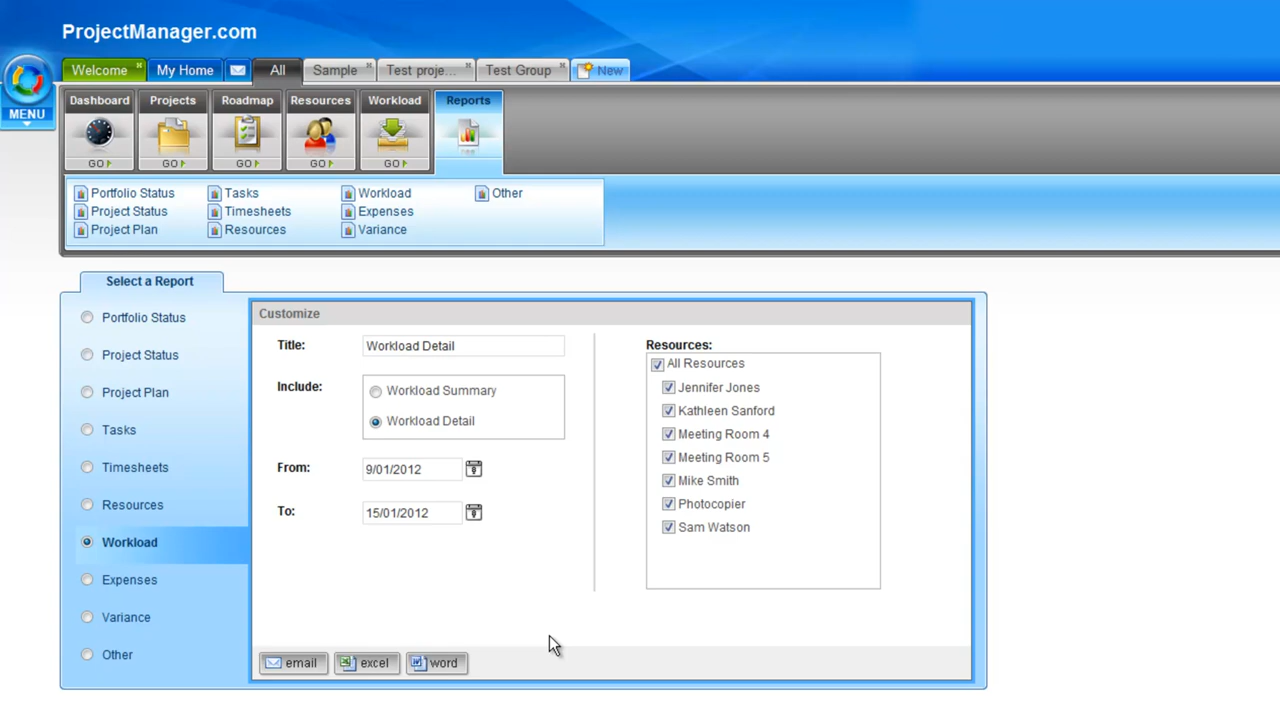 ProjectManager.com
MENU
Welcome My Home All Sample Test proje... Test Group New
Dashboard Projects Roadmap Resources Workload Reports
GO GO GO GO GO
Portfolio Status Tasks Workload Other
Project Status Timesheets Expenses
Project Plan Resources Variance
Select a Report
Portfolio Status
Project Status
Project Plan
Tasks
Timesheets
Resources
Workload
Expenses
Variance
Other
Customize
Title: Workload Detail
Include: Workload Summary
Workload Detail
From: 9/01/2012
To: 15/01/2012
Resources:
All Resources
Jennifer Jones
Kathleen Sanford
Meeting Room 4
Meeting Room 5
Mike Smith
Photocopier
Sam Watson
email excel word